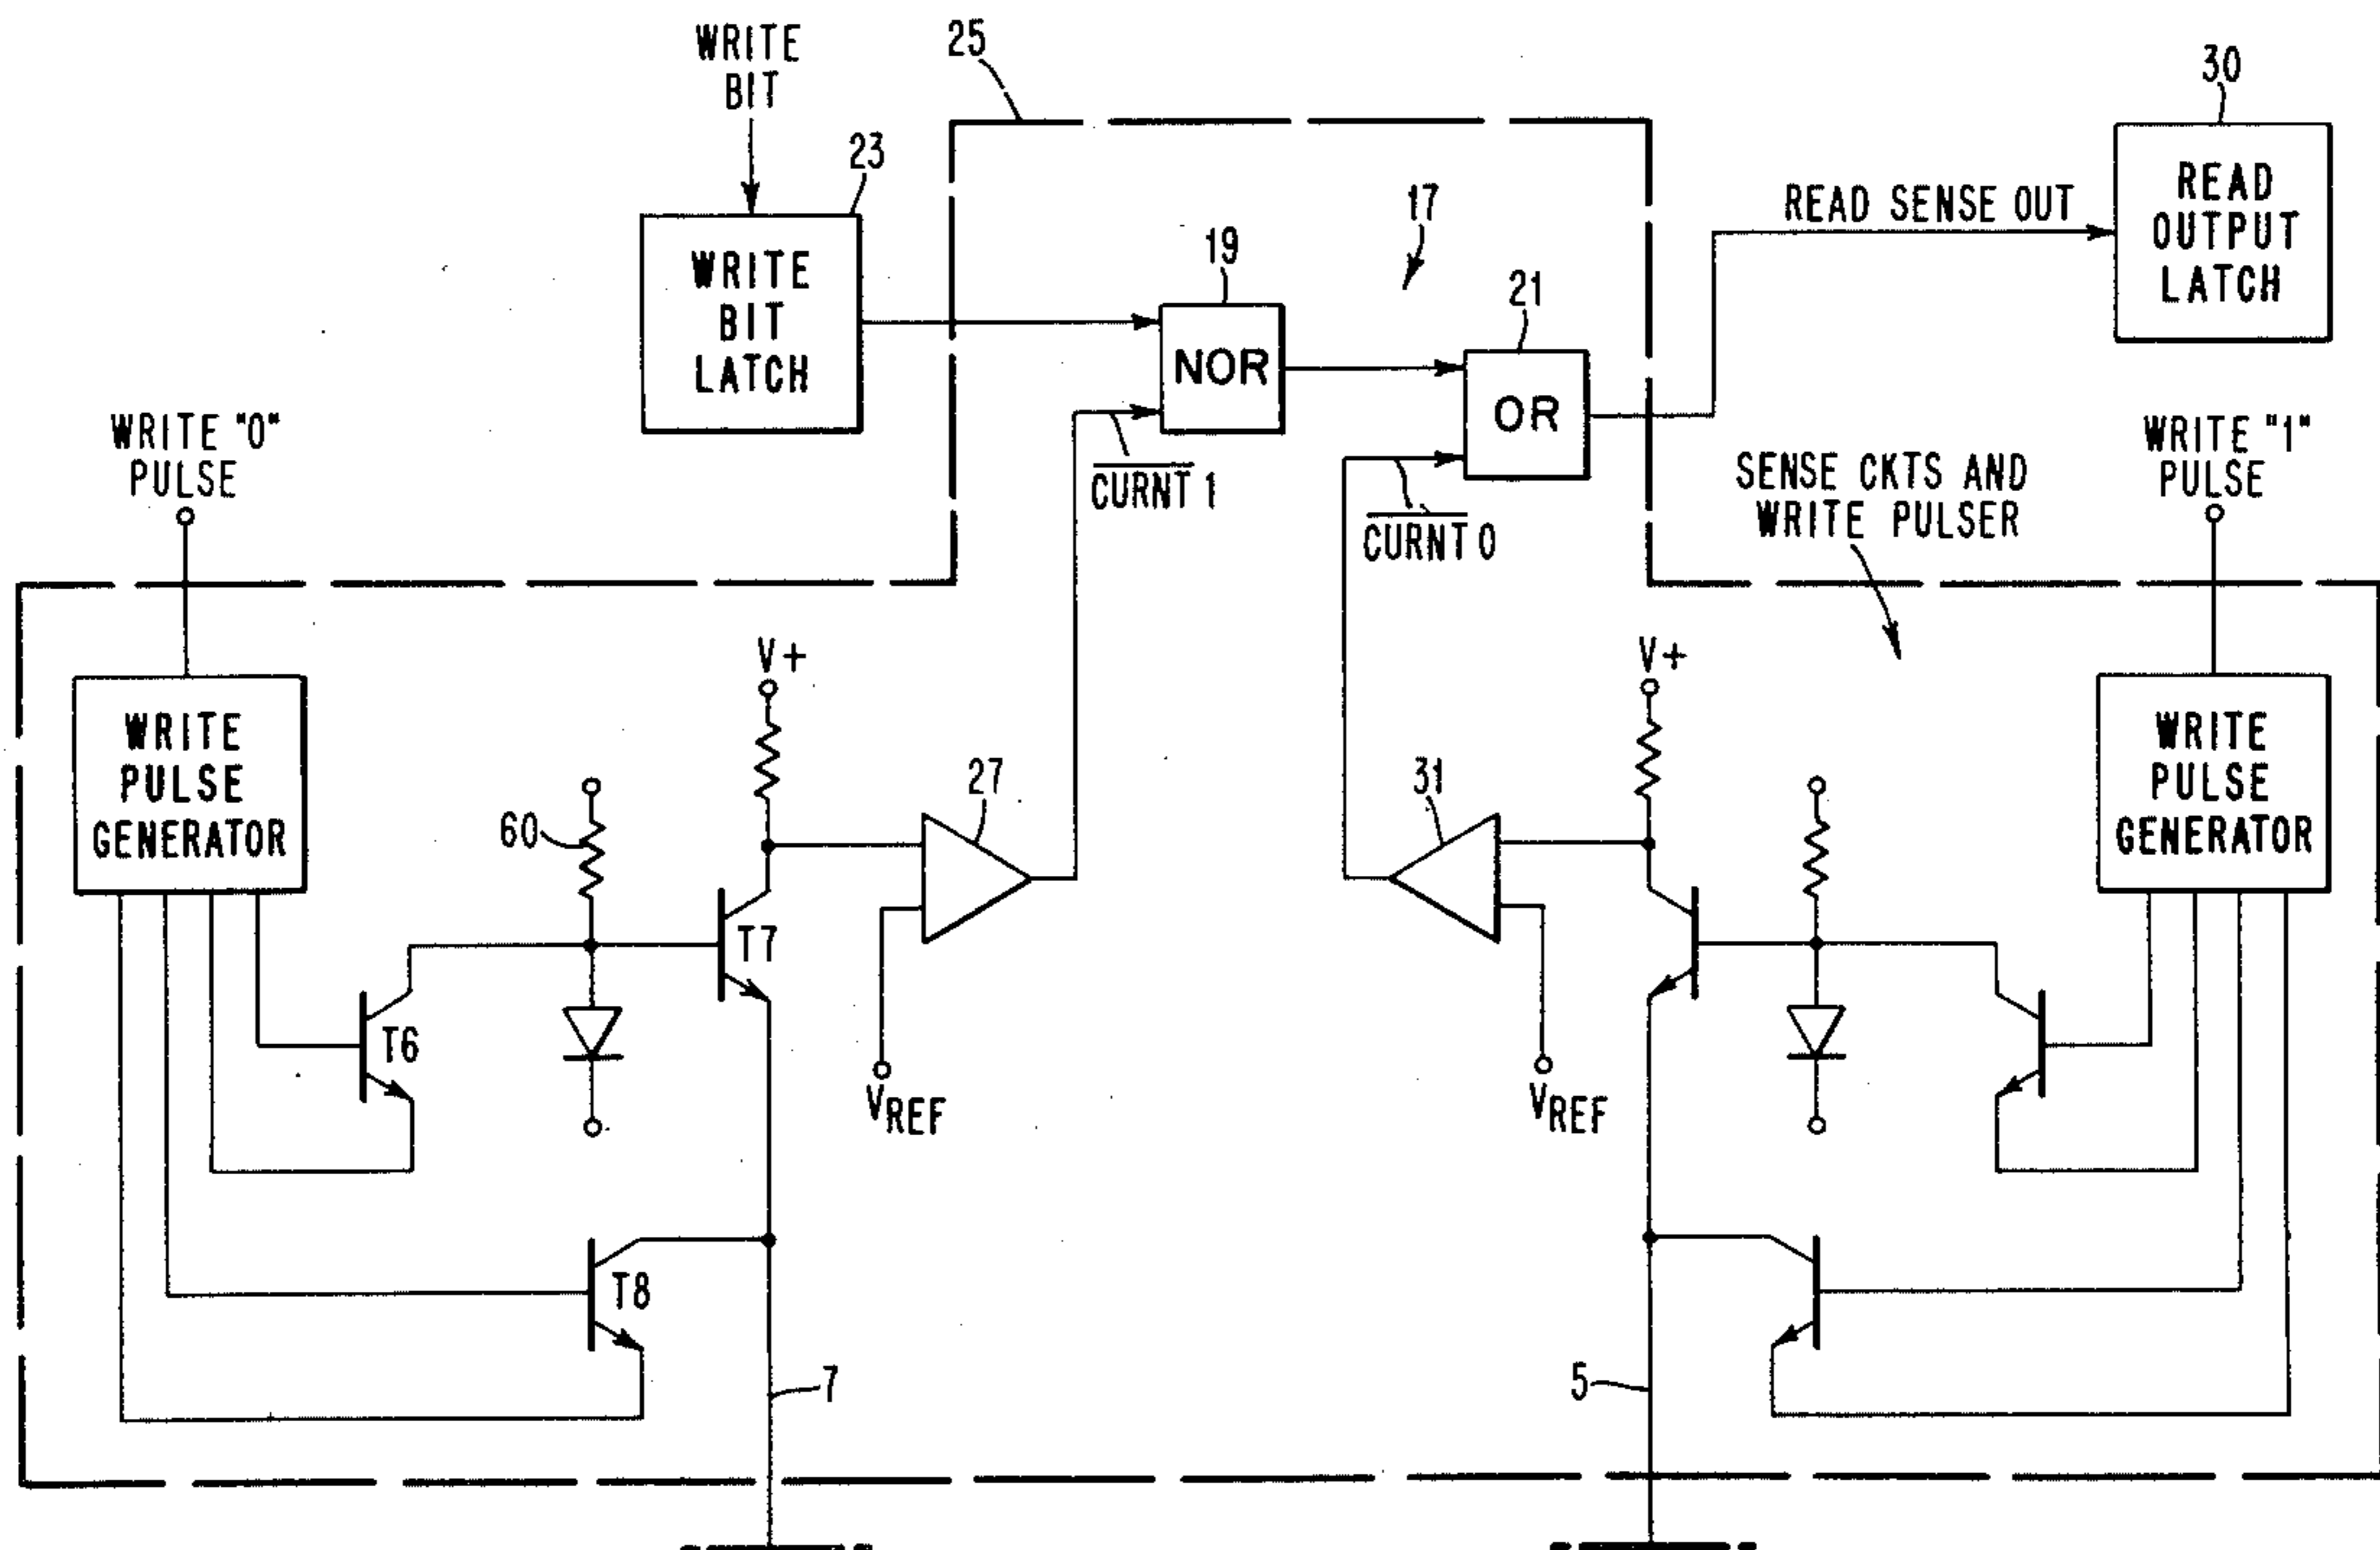 WRITE
BIT
25
30
23
WRITE
BIT
LATCH
17
19
NOR
21
OR
READ SENSE OUT
READ
OUTPUT
LATCH
WRITE "0"
PULSE
CURNT 1
CURNT 0
SENSE CKTS AND
WRITE PULSER
WRITE "1"
PULSE
WRITE
PULSE
GENERATOR
V+
V+
WRITE
PULSE
GENERATOR
60
27
31
T7
T6
VREF
VREF
T8
7
5